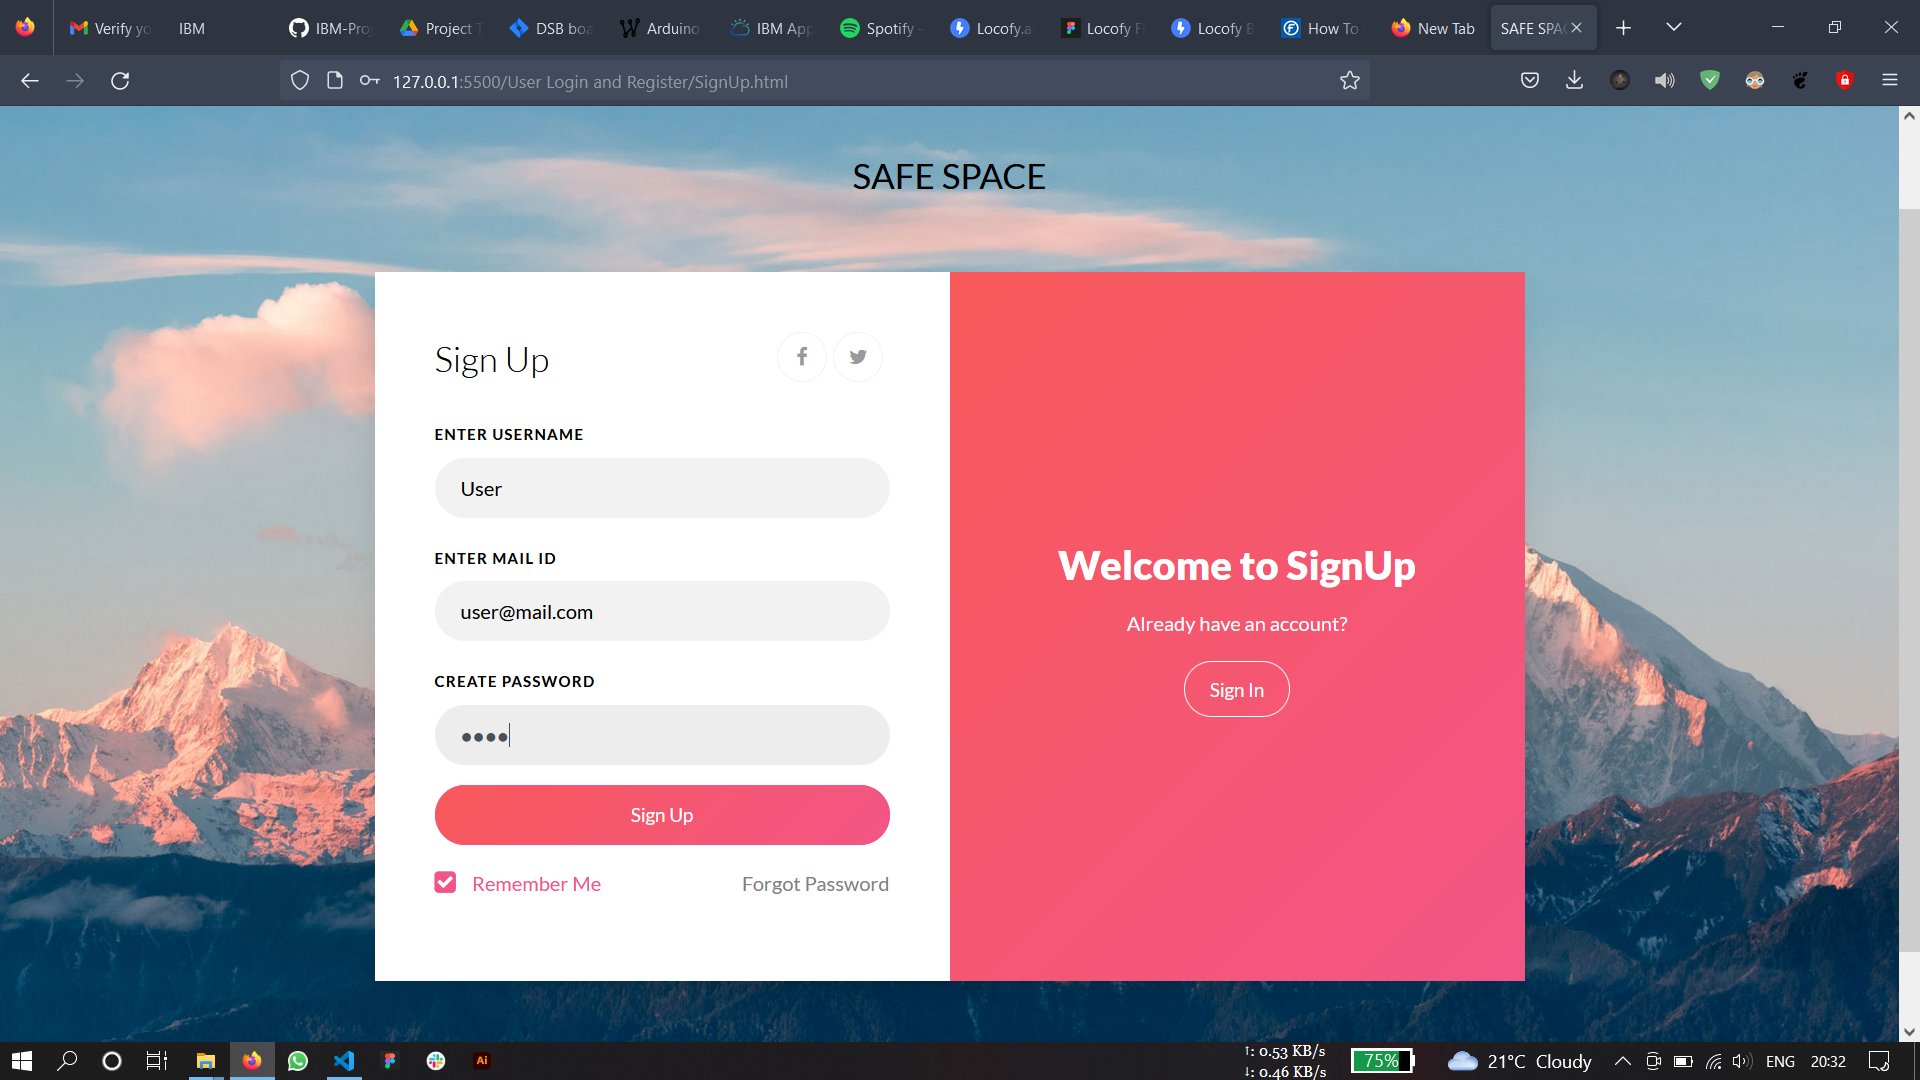 Verify yo
IBM
IBM-Pro
Project T
DSB boa
Arduino
IBM App
Spotify -
Locofy.a
Locofy F
Locofy B
How To
New Tab
SAFE SPAC
127.0.0.1:5500/User Login and Register/SignUp.html
SAFE SPACE
Sign Up
ENTER USERNAME
User
ENTER MAIL ID
user@mail.com
CREATE PASSWORD
Sign Up
Remember Me
Forgot Password
Welcome to SignUp
Already have an account?
Sign In
Ai
↑: 0.53 KB/s
↓: 0.46 KB/s
75%
21°C Cloudy
ENG
20:32